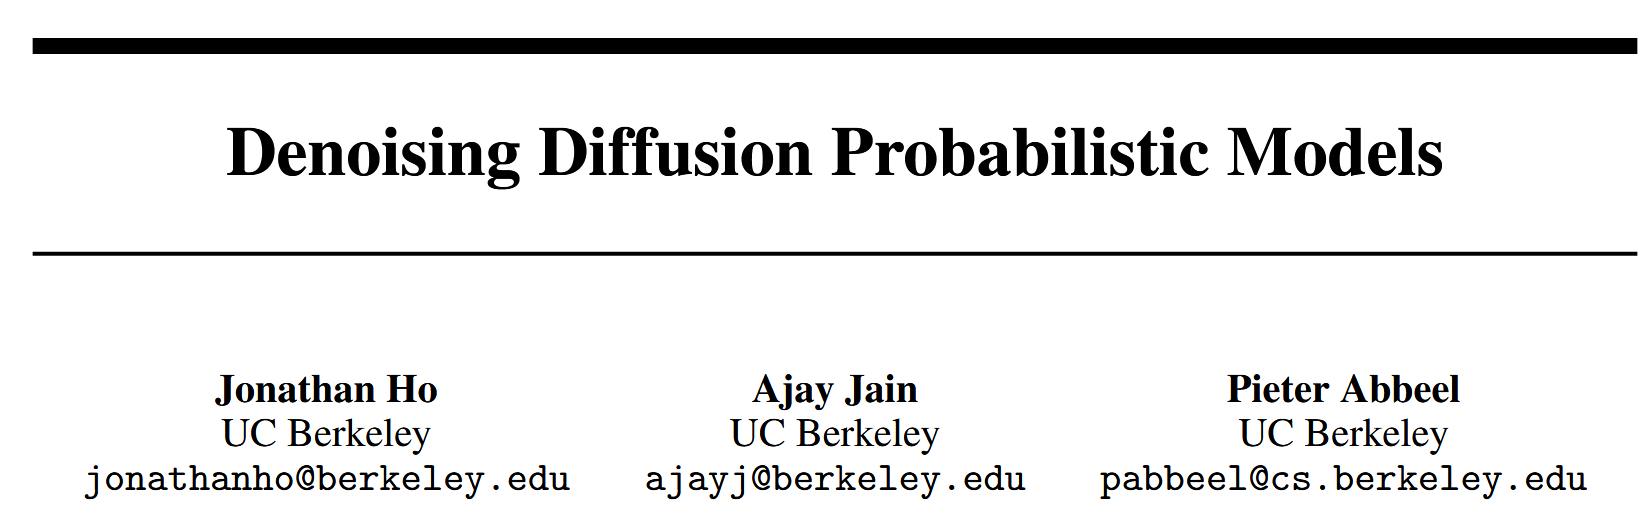 Denoising Diffusion Probabilistic Models
Jonathan Ho
UC Berkeley
jonathanho@berkeley.edu
Ajay Jain
UC Berkeley
ajayj@berkeley.edu
Pieter Abbeel
UC Berkeley
pabbeel@cs.berkeley.edu